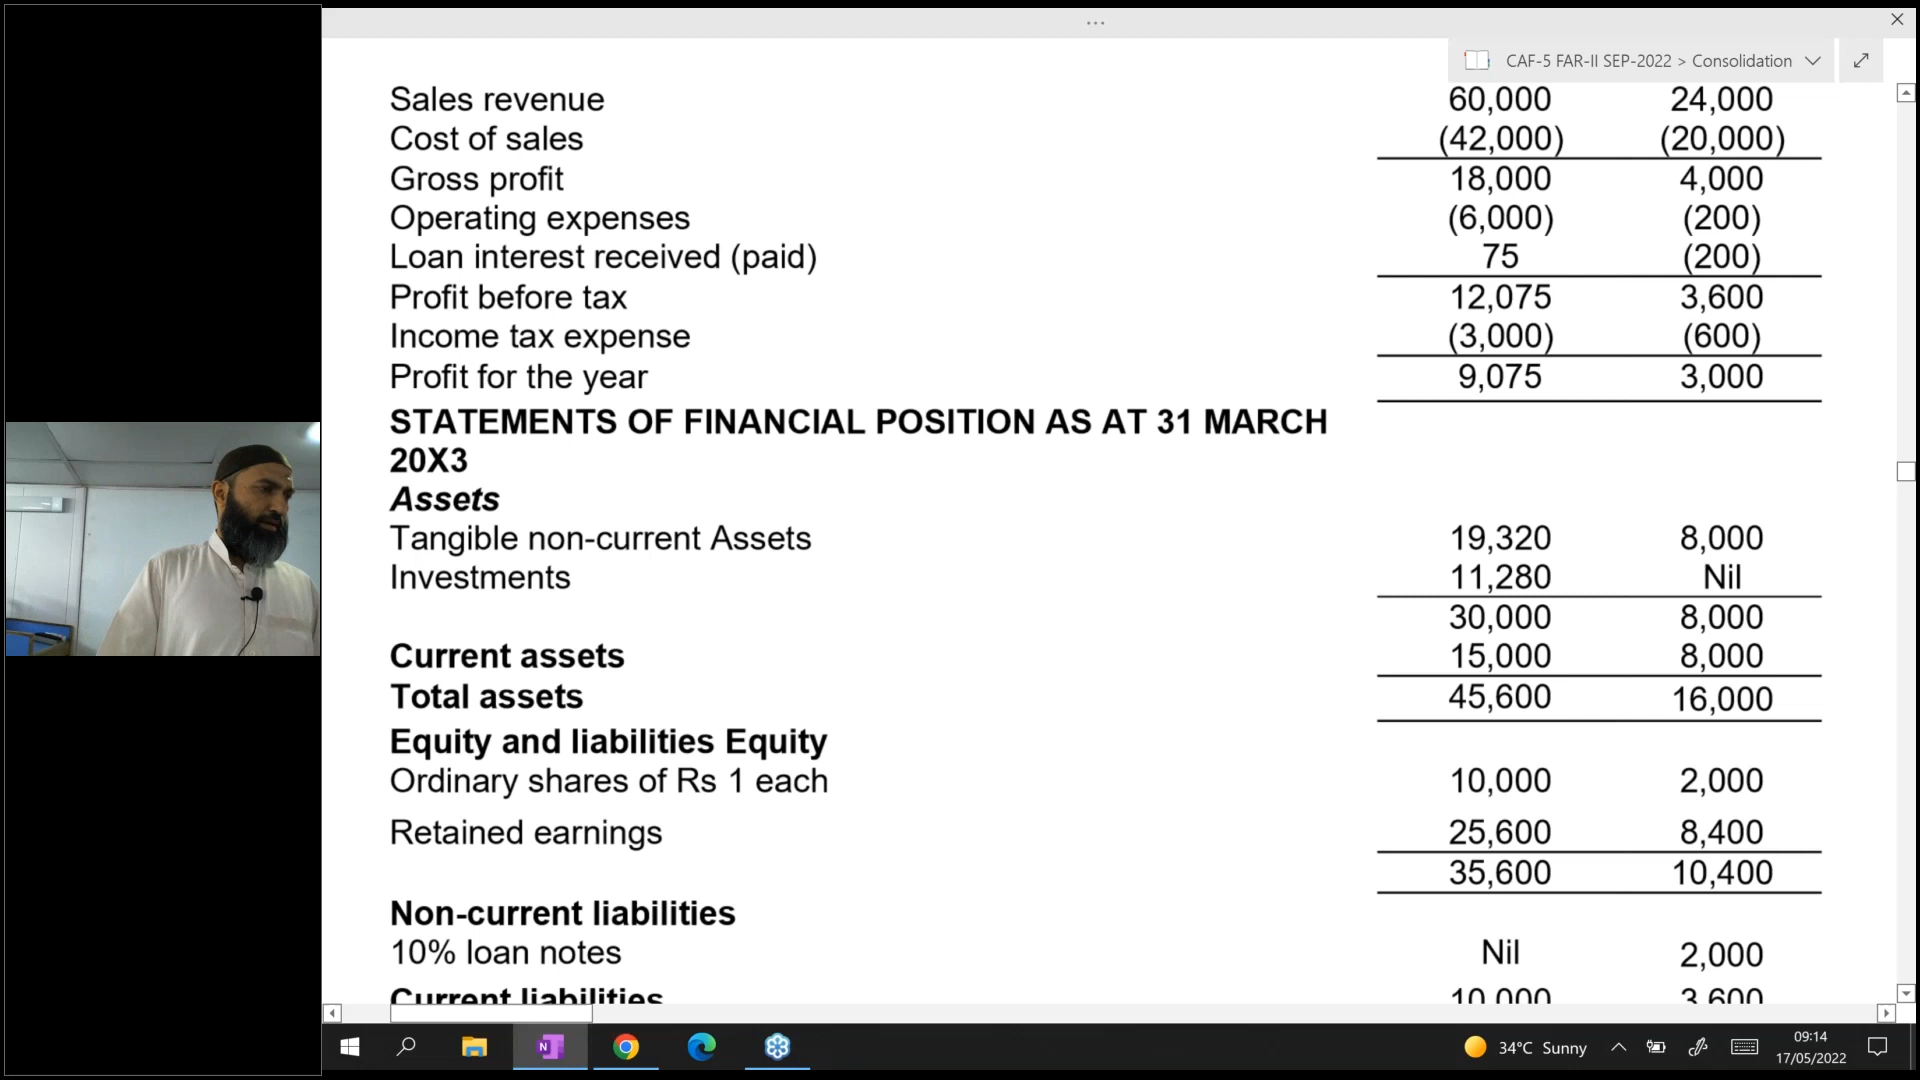 ...
CAF-5 FAR-II SEP-2022 > Consolidation
Sales revenue 60,000 24,000
Cost of sales (42,000) (20,000)
Gross profit 18,000 4,000
Operating expenses (6,000) (200)
Loan interest received (paid) 75 (200)
Profit before tax 12,075 3,600
Income tax expense (3,000) (600)
Profit for the year 9,075 3,000
STATEMENTS OF FINANCIAL POSITION AS AT 31 MARCH
20X3
Assets
Tangible non-current Assets 19,320 8,000
Investments 11,280 Nil
30,000 8,000
Current assets 15,000 8,000
Total assets 45,600 16,000
Equity and liabilities Equity
Ordinary shares of Rs 1 each 10,000 2,000
Retained earnings 25,600 8,400
35,600 10,400
Non-current liabilities
10% loan notes Nil 2,000
Current liabilities 10,000 3,600
N
34°C Sunny
09:14
17/05/2022